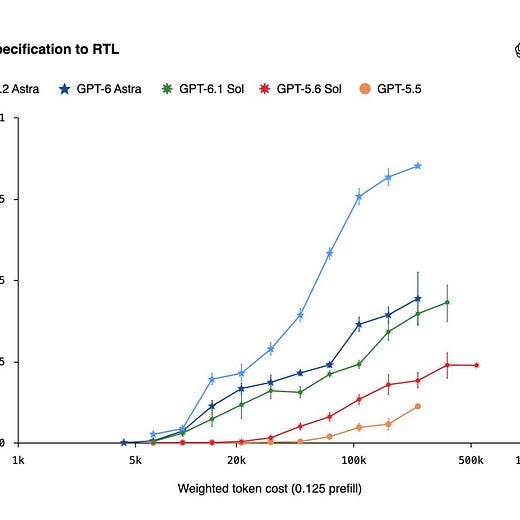 pecification to RTL
.2 Astra GPT-6 Astra GPT-6.1 Sol GPT-5.6 Sol GPT-5.5
1
5
5
5
0
1k 5k 20k 100k 500k 1
Weighted token cost (0.125 prefill)